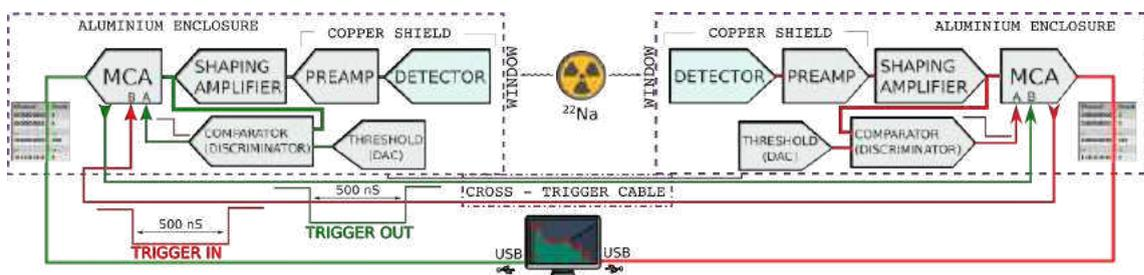 ALUMINIUM ENCLOSURE
COPPER SHIELD
MCA
B A
SHAPING
AMPLIFIER
PREAMP
DETECTOR
WINDOW
COMPARATOR
(DISCRIMINATOR)
THRESHOLD
(DAC)
²²Na
WINDOW
COPPER SHIELD
ALUMINIUM ENCLOSURE
DETECTOR
PREAMP
SHAPING
AMPLIFIER
MCA
A B
THRESHOLD
(DAC)
COMPARATOR
(DISCRIMINATOR)
CROSS - TRIGGER CABLE
500 nS
TRIGGER OUT
500 nS
TRIGGER IN
USB
USB